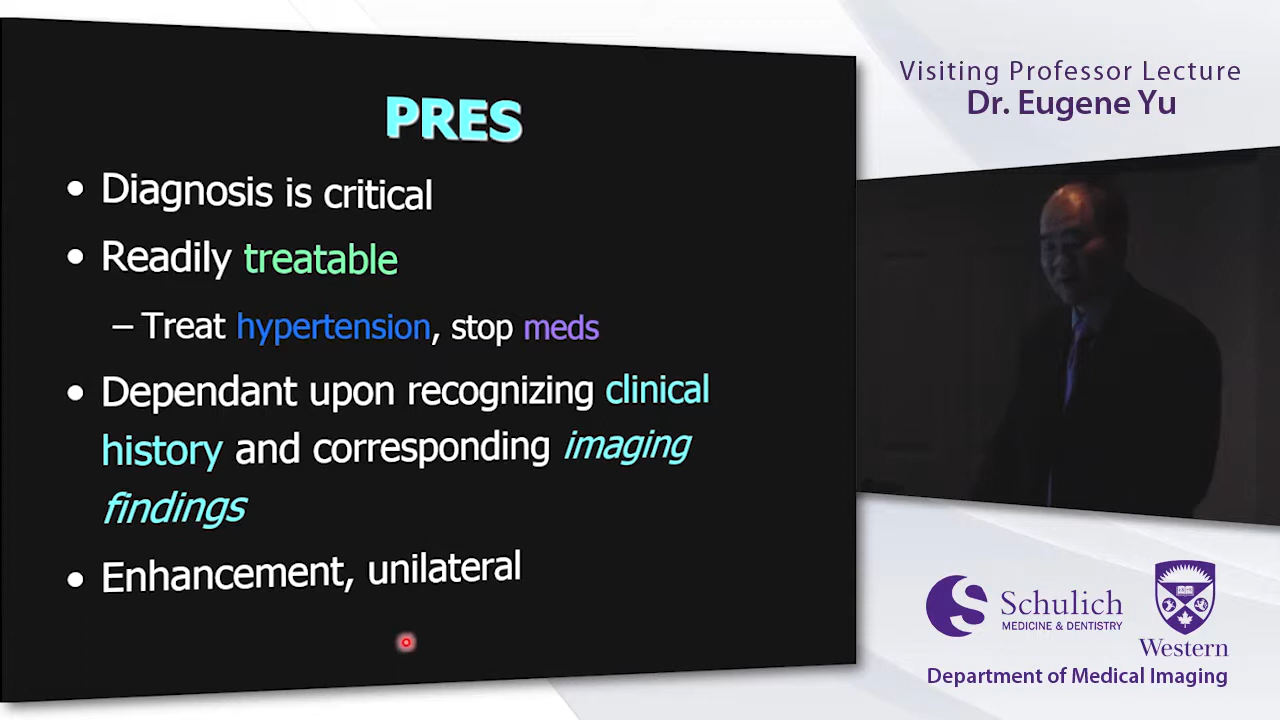 PRES
• Diagnosis is critical
• Readily treatable
– Treat hypertension, stop meds
• Dependant upon recognizing clinical
history and corresponding imaging
findings
• Enhancement, unilateral
Visiting Professor Lecture
Dr. Eugene Yu
Schulich
MEDICINE & DENTISTRY
Western
Department of Medical Imaging